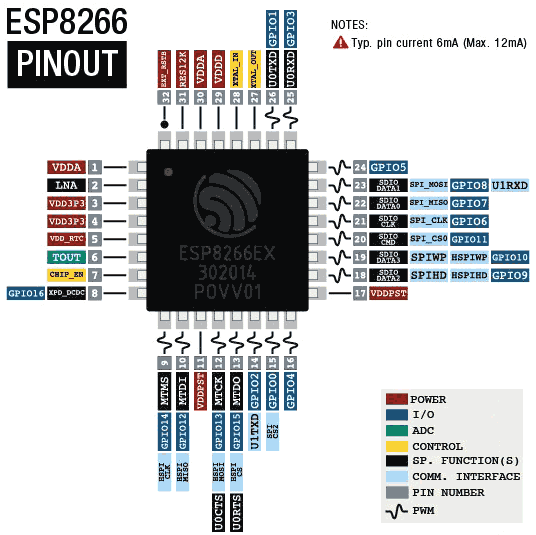 ESP8266
PINOUT
NOTES:
Typ. pin current 6mA (Max. 12mA)
EXT_RSTB 32
RES12K 31
VDDA 30
VDDD 29
XTAL_IN 28
XTAL_OUT 27
GPIO1 U0TXD 26
GPIO3 U0RXD 25
VDDA 1
LNA 2
VDD3P3 3
VDD3P3 4
VDD_RTC 5
TOUT 6
CHIP_EN 7
GPIO16 XPD_DCDC 8
ESP8266EX
302014
POVV01
24 GPIO5
23 SDIO DATA1 SPI_MOSI GPIO8 U1RXD
22 SDIO DATA0 SPI_MISO GPIO7
21 SDIO CLK SPI_CLK GPIO6
20 SDIO CMD SPI_CS0 GPIO11
19 SDIO DATA3 SPIWP HSPIWP GPIO10
18 SDIO DATA2 SPIHD HSPIHD GPIO9
17 VDDPST
9 MTMS GPIO14 HSPI CLK
10 MTDI GPIO12 HSPI MISO
11 VDDPST
12 MTCK GPIO13 HSPI MOSI U0CTS
13 MTDO GPIO15 HSPI CS U0RTS
14 GPIO2 U1TXD
15 GPIO0 SPI CS2
16 GPIO4
POWER
I/O
ADC
CONTROL
SP. FUNCTION(S)
COMM. INTERFACE
PIN NUMBER
PWM